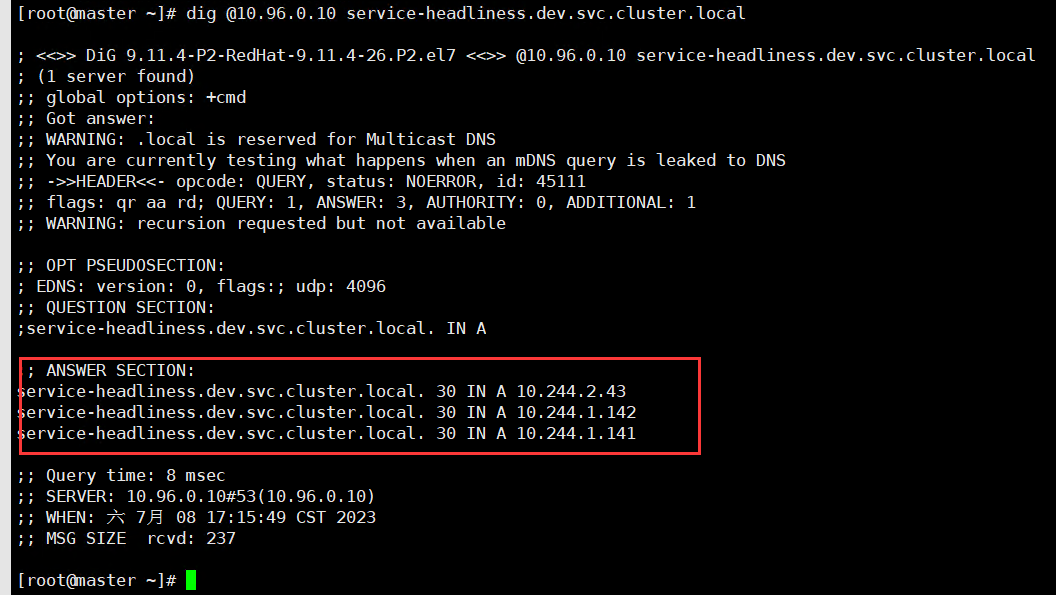 [root@master ~]# dig @10.96.0.10 service-headliness.dev.svc.cluster.local
; <<>> DiG 9.11.4-P2-RedHat-9.11.4-26.P2.el7 <<>> @10.96.0.10 service-headliness.dev.svc.cluster.local
; (1 server found)
;; global options: +cmd
;; Got answer:
;; WARNING: .local is reserved for Multicast DNS
;; You are currently testing what happens when an mDNS query is leaked to DNS
;; ->>HEADER<<- opcode: QUERY, status: NOERROR, id: 45111
;; flags: qr aa rd; QUERY: 1, ANSWER: 3, AUTHORITY: 0, ADDITIONAL: 1
;; WARNING: recursion requested but not available
;; OPT PSEUDOSECTION:
; EDNS: version: 0, flags:; udp: 4096
;; QUESTION SECTION:
;service-headliness.dev.svc.cluster.local. IN A
;; ANSWER SECTION:
service-headliness.dev.svc.cluster.local. 30 IN A 10.244.2.43
service-headliness.dev.svc.cluster.local. 30 IN A 10.244.1.142
service-headliness.dev.svc.cluster.local. 30 IN A 10.244.1.141
;; Query time: 8 msec
;; SERVER: 10.96.0.10#53(10.96.0.10)
;; WHEN: 六 7月 08 17:15:49 CST 2023
;; MSG SIZE  rcvd: 237
[root@master ~]#